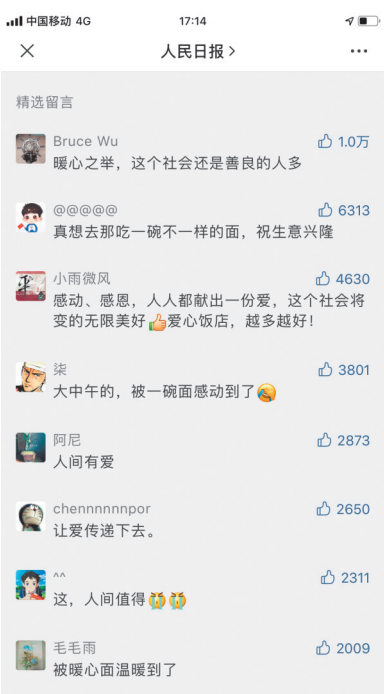 中国移动 4G
17:14
人民日报
精选留言
Bruce Wu
1.0万
暖心之举，这个社会还是善良的人多
@@@@@
6313
真想去那吃一碗不一样的面，祝生意兴隆
小雨微风
4630
感动、感恩，人人都献出一份爱，这个社会将
变的无限美好👍爱心饭店，越多越好！
柒
3801
大中午的，被一碗面感动到了😂
阿尼
2873
人间有爱
chennnnnnpor
2650
让爱传递下去。
^^
2311
这，人间值得😭😭
毛毛雨
2009
被暖心面温暖到了